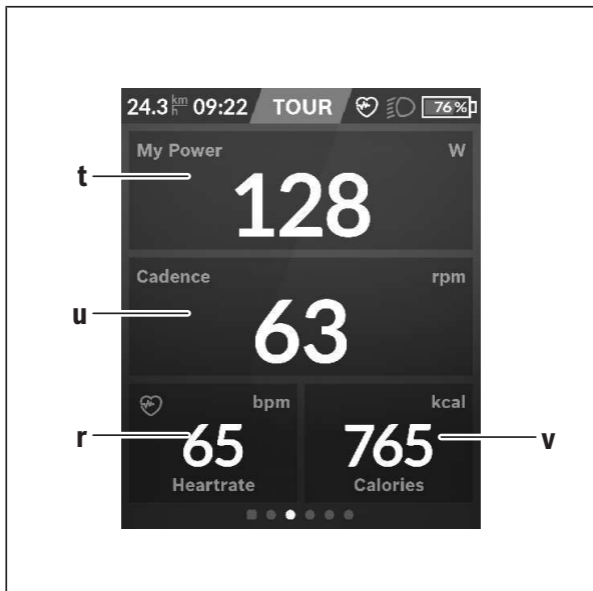 24.3 km/h 09:22 TOUR 76%
My Power W
t 128
Cadence rpm
u 63
bpm kcal
r 65 765 v
Heartrate Calories